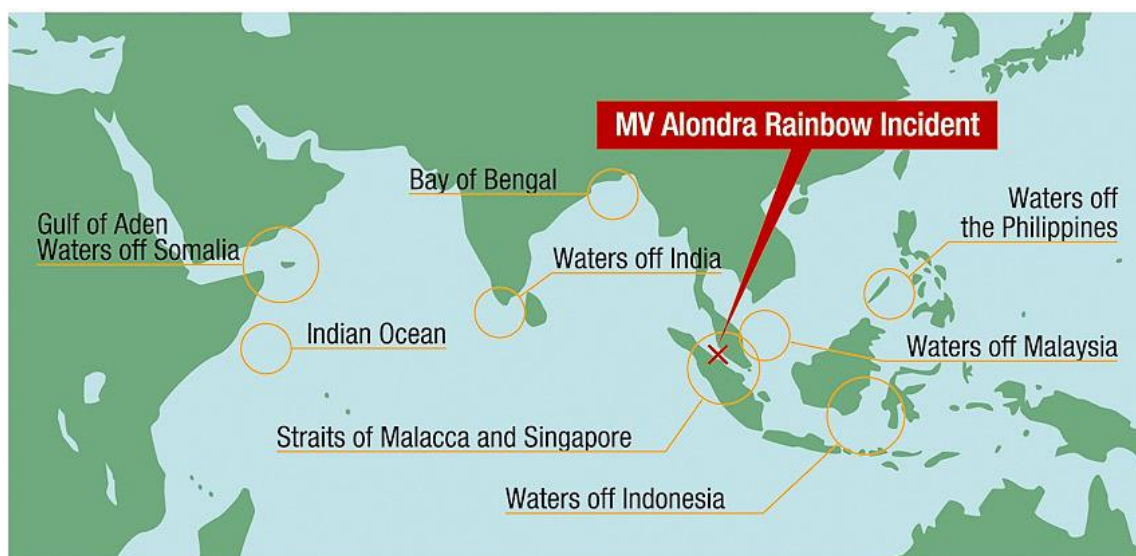 MV Alondra Rainbow Incident
Bay of Bengal
Waters off
the Philippines
Gulf of Aden
Waters off Somalia
Waters off India
Indian Ocean
Waters off Malaysia
Straits of Malacca and Singapore
Waters off Indonesia